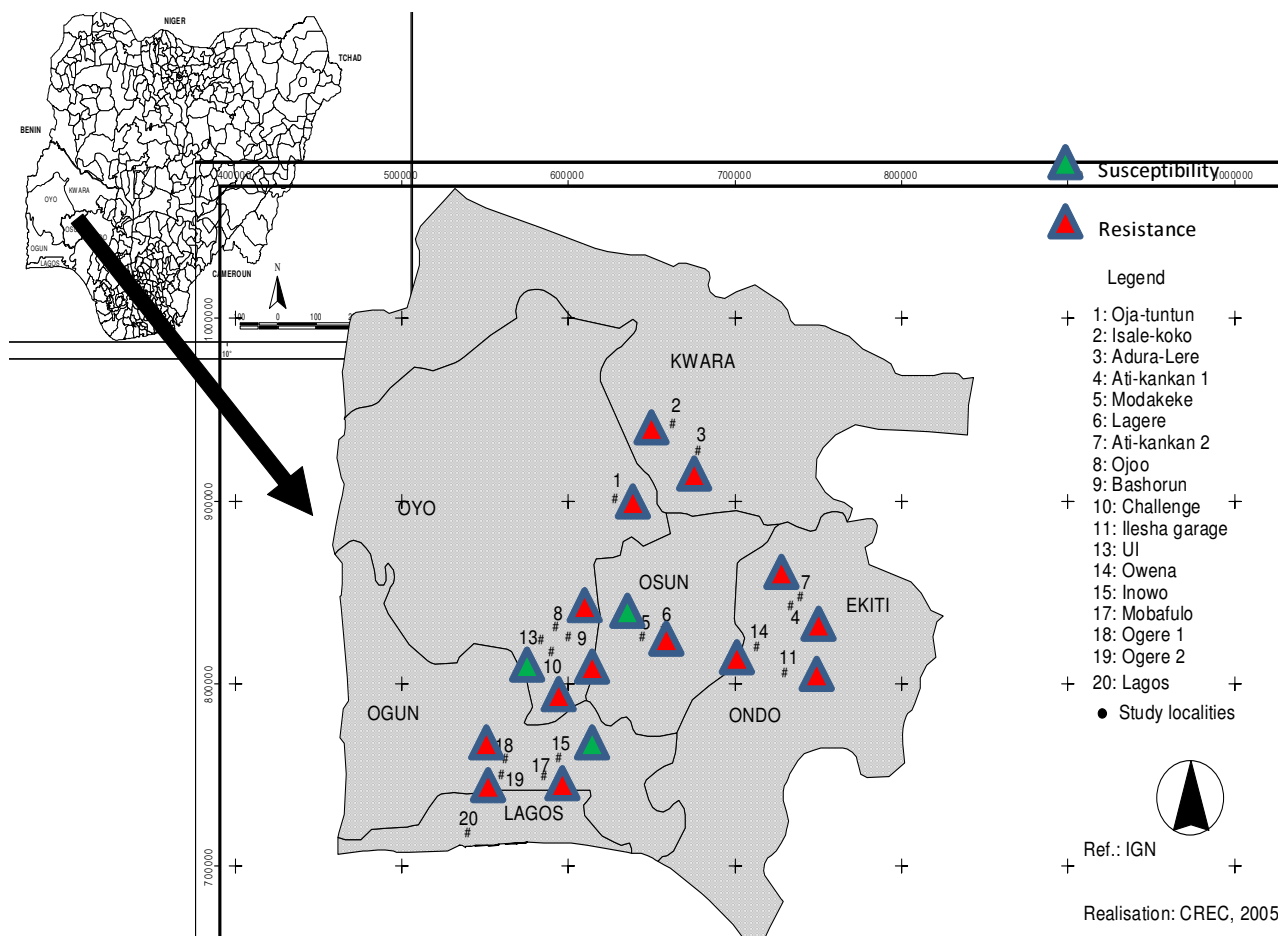 NIGER
TCHAD
BENIN
KWARA
OYO
OGUN
LAGOS
CAMEROUN
N
0
100
10°
400000
500000
600000
700000
800000
1000000
900000
800000
700000
KWARA
2
#
3
#
1
#
OYO
OSUN
EKITI
7
#
#
4
8
#
5
#
6
13
#
#
9
#
10
14
#
11
#
OGUN
ONDO
18
#
15
#
17
#
#
19
LAGOS
20
#
Susceptibility
Resistance
Legend
1: Oja-tuntun
2: Isale-koko
3: Adura-Lere
4: Ati-kankan 1
5: Modakeke
6: Lagere
7: Ati-kankan 2
8: Ojoo
9: Bashorun
10: Challenge
11: Ilesha garage
13: UI
14: Owena
15: Inowo
17: Mobafulo
18: Ogere 1
19: Ogere 2
20: Lagos
Study localities
Ref.: IGN
Realisation: CREC, 2005